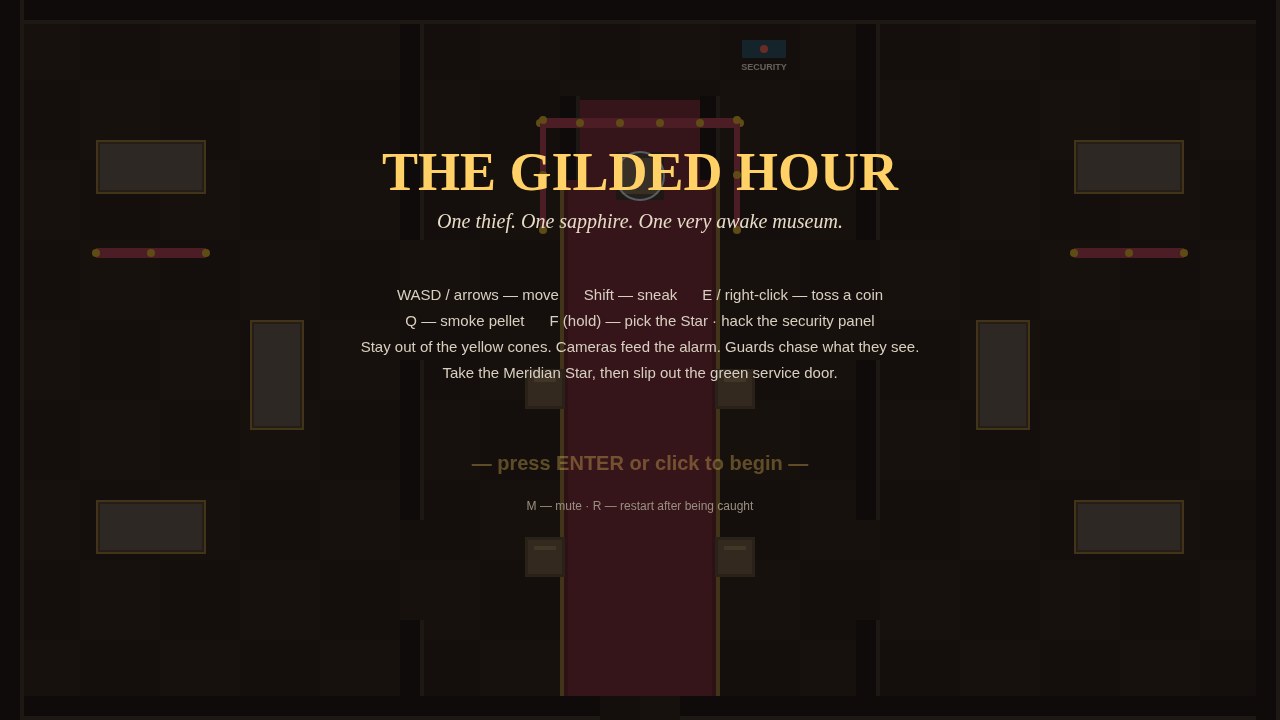 SECURITY
THE GILDED HOUR
One thief. One sapphire. One very awake museum.
WASD / arrows — move Shift — sneak E / right-click — toss a coin
Q — smoke pellet F (hold) — pick the Star · hack the security panel
Stay out of the yellow cones. Cameras feed the alarm. Guards chase what they see.
Take the Meridian Star, then slip out the green service door.
— press ENTER or click to begin —
M — mute · R — restart after being caught